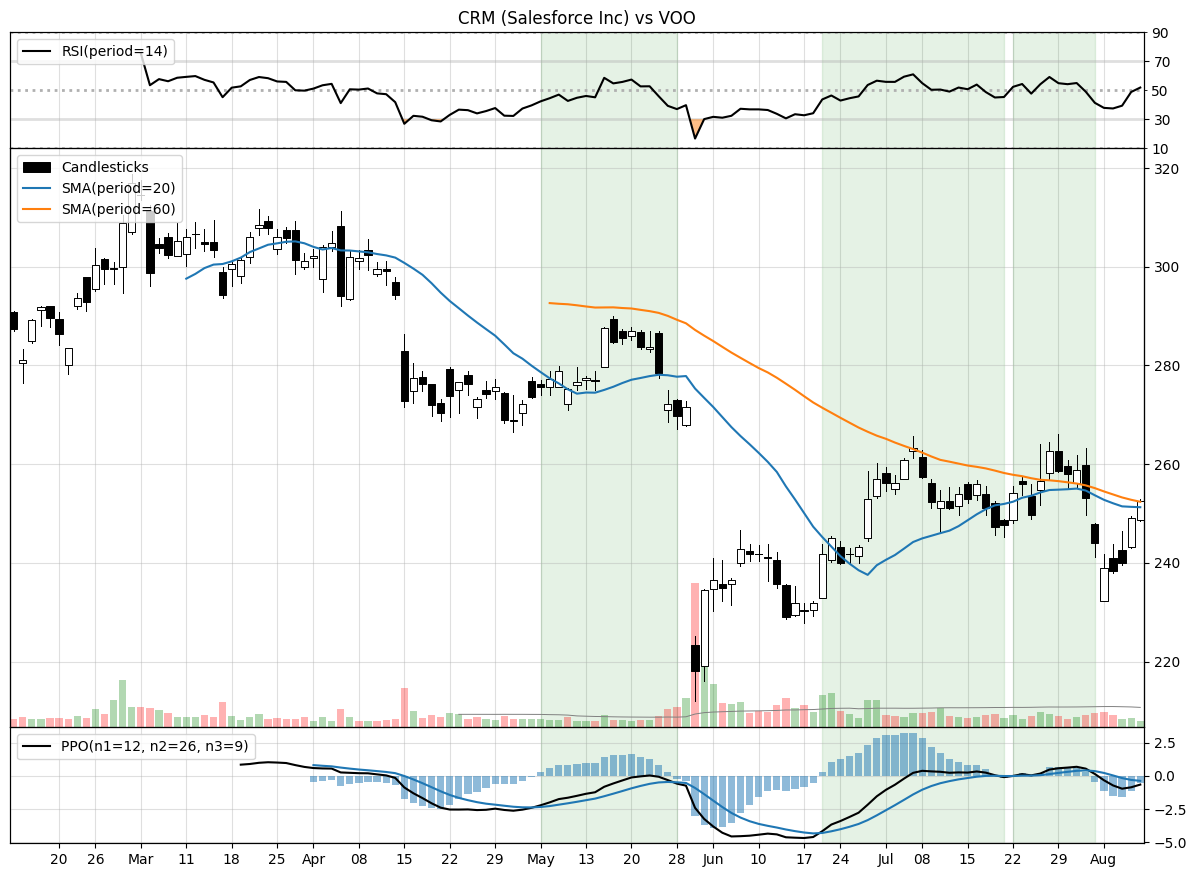 CRM (Salesforce Inc) vs VOO
RSI(period=14)
90
70
50
30
10
Candlesticks
SMA(period=20)
SMA(period=60)
320
300
280
260
240
220
PPO(n1=12, n2=26, n3=9)
2.5
0.0
−2.5
−5.0
20 26 Mar 11 18 25 Apr 08 15 22 29 May 13 20 28 Jun 10 17 24 Jul 08 15 22 29 Aug